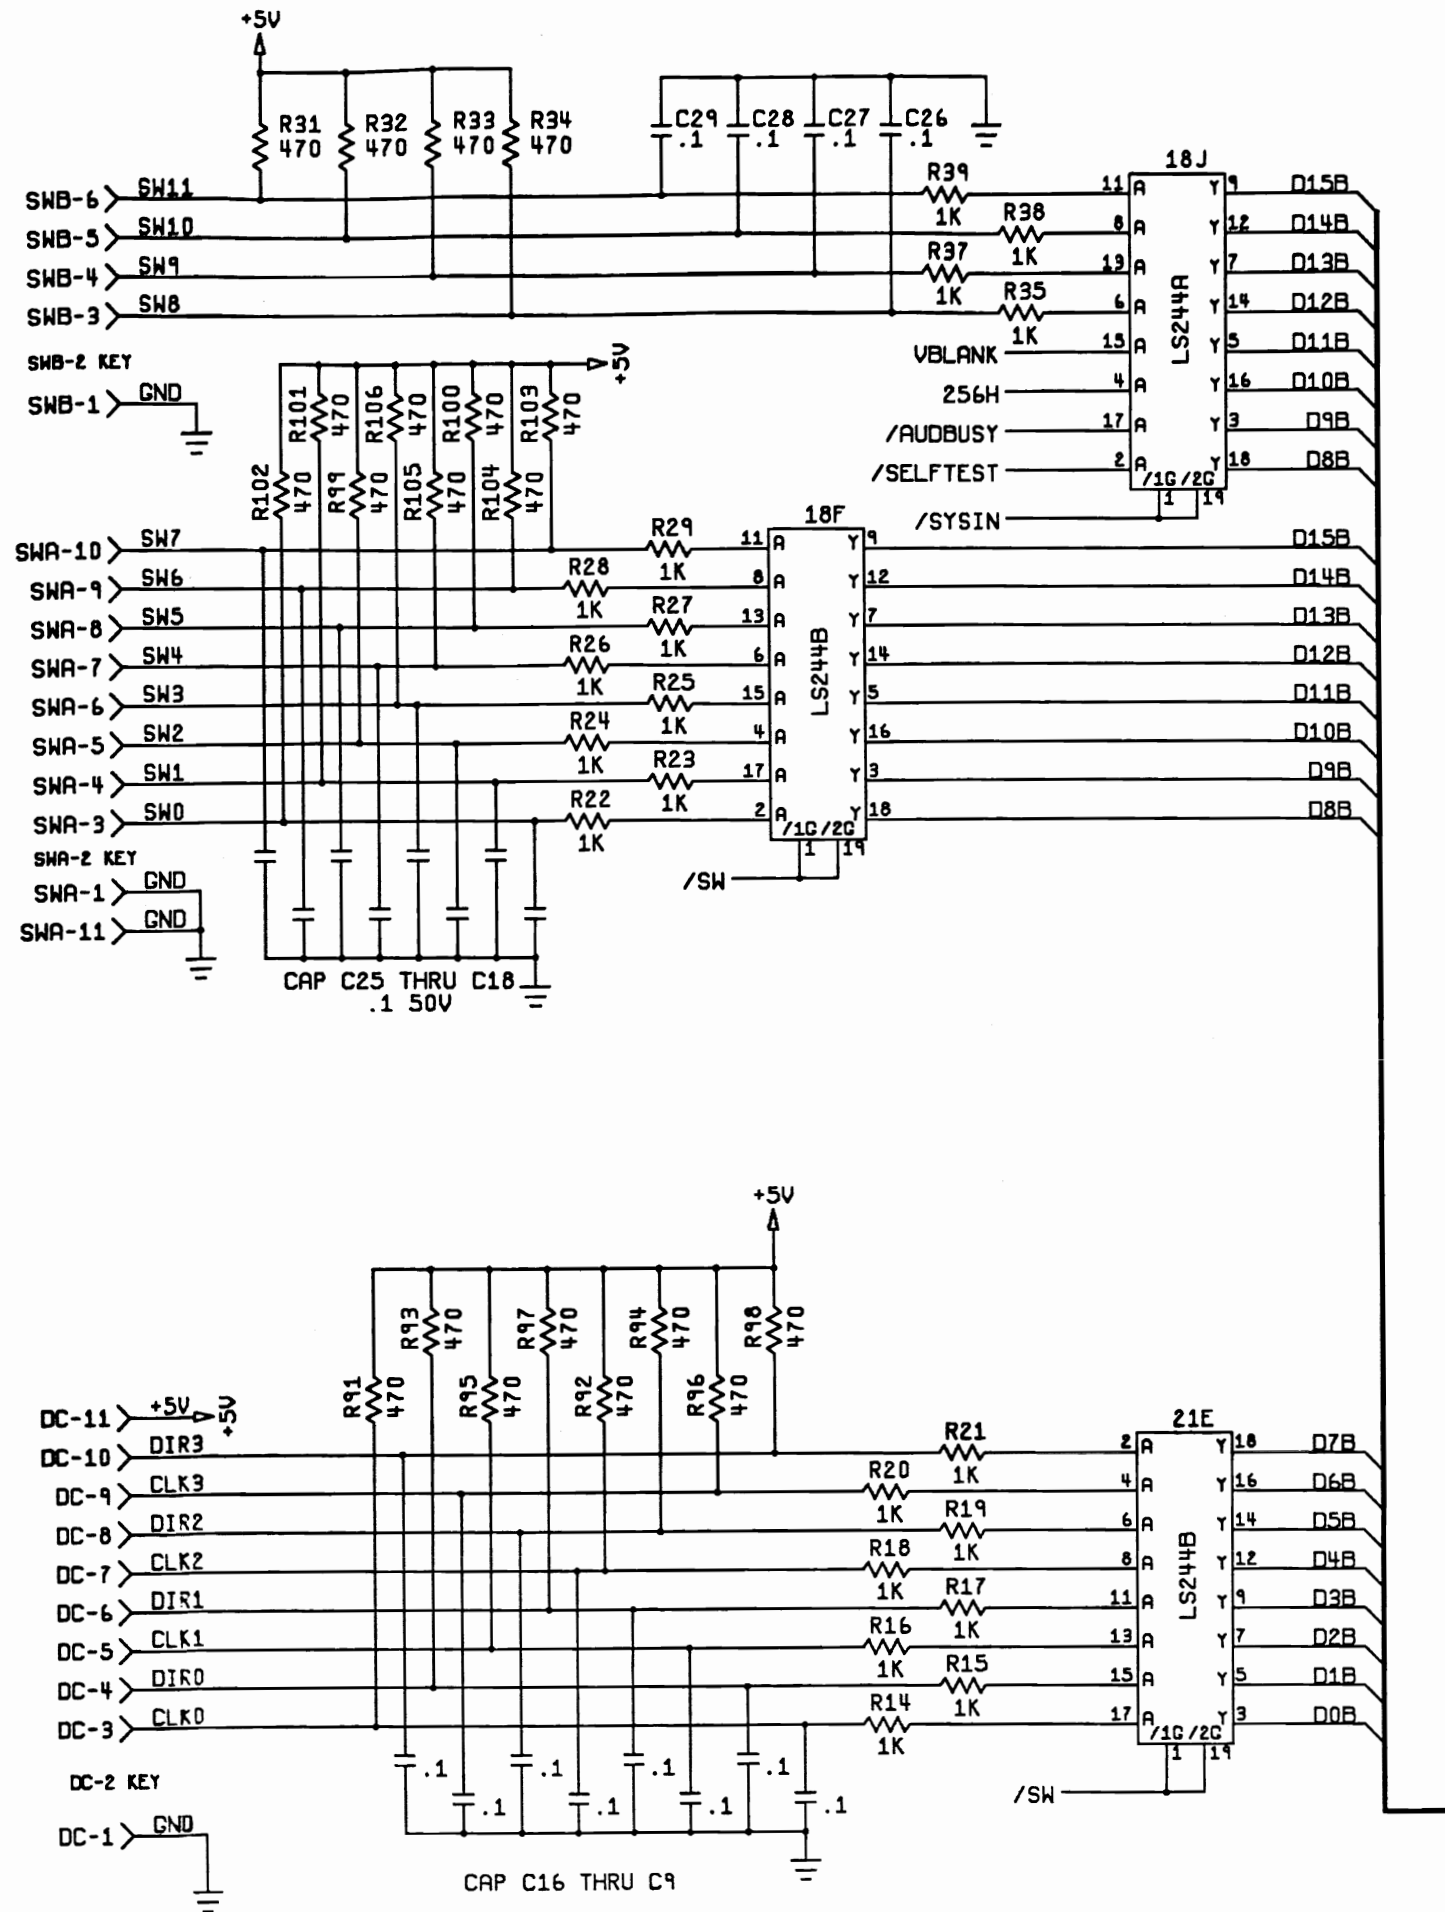 +5V
R31 470
R32 470
R33 470
R34 470
C29 .1
C28 .1
C27 .1
C26 .1
18J
LS244A
SWB-6 SW11 R39 1K 11 A Y 9 D15B
SWB-5 SW10 R38 1K 8 A Y 12 D14B
SWB-4 SW9 R37 1K 13 A Y 7 D13B
SWB-3 SW8 R35 1K 6 A Y 14 D12B
VBLANK 15 A Y 5 D11B
256H 4 A Y 16 D10B
/AUDBUSY 17 A Y 3 D9B
/SELFTEST 2 A Y 18 D8B
/1G /2G
1 19
/SYSIN
SWB-2 KEY
SWB-1 GND
+5V
R102 470
R101 470
R99 470
R106 470
R105 470
R100 470
R104 470
R103 470
18F
LS244B
SWA-10 SW7 R29 1K 11 A Y 9 D15B
SWA-9 SW6 R28 1K 8 A Y 12 D14B
SWA-8 SW5 R27 1K 13 A Y 7 D13B
SWA-7 SW4 R26 1K 6 A Y 14 D12B
SWA-6 SW3 R25 1K 15 A Y 5 D11B
SWA-5 SW2 R24 1K 4 A Y 16 D10B
SWA-4 SW1 R23 1K 17 A Y 3 D9B
SWA-3 SW0 R22 1K 2 A Y 18 D8B
/1G /2G
1 19
/SW
SWA-2 KEY
SWA-1 GND
SWA-11 GND
CAP C25 THRU C18
.1 50V
+5V
R91 470
R93 470
R95 470
R97 470
R92 470
R94 470
R96 470
R98 470
21E
LS244B
DC-11 +5V +5V
DC-10 DIR3 R21 1K 2 A Y 18 D7B
DC-9 CLK3 R20 1K 4 A Y 16 D6B
DC-8 DIR2 R19 1K 6 A Y 14 D5B
DC-7 CLK2 R18 1K 8 A Y 12 D4B
DC-6 DIR1 R17 1K 11 A Y 9 D3B
DC-5 CLK1 R16 1K 13 A Y 7 D2B
DC-4 DIR0 R15 1K 15 A Y 5 D1B
DC-3 CLK0 R14 1K 17 A Y 3 D0B
/1G /2G
1 19
/SW
.1 .1 .1 .1
.1 .1 .1 .1
DC-2 KEY
DC-1 GND
CAP C16 THRU C9